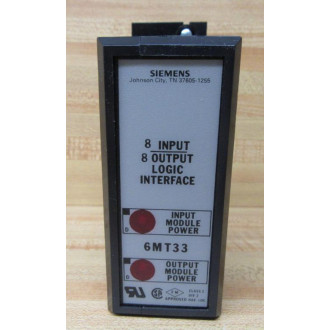 SIEMENS
Johnson City, TN 37605-1255
8 INPUT
8 OUTPUT
LOGIC
INTERFACE
INPUT
MODULE
POWER
6MT33
OUTPUT
MODULE
POWER